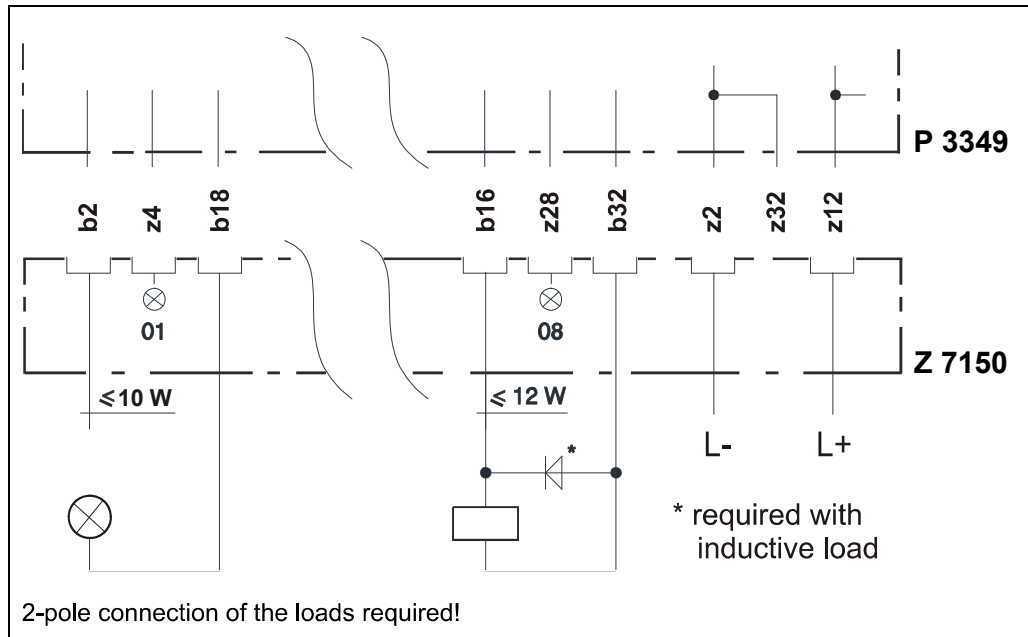 P 3349
b2 z4 b18 b16 z28 b32 z2 z32 z12
01 08
Z 7150
≤10 W ≤ 12 W
L- L+
*
* required with
inductive load
2-pole connection of the loads required!